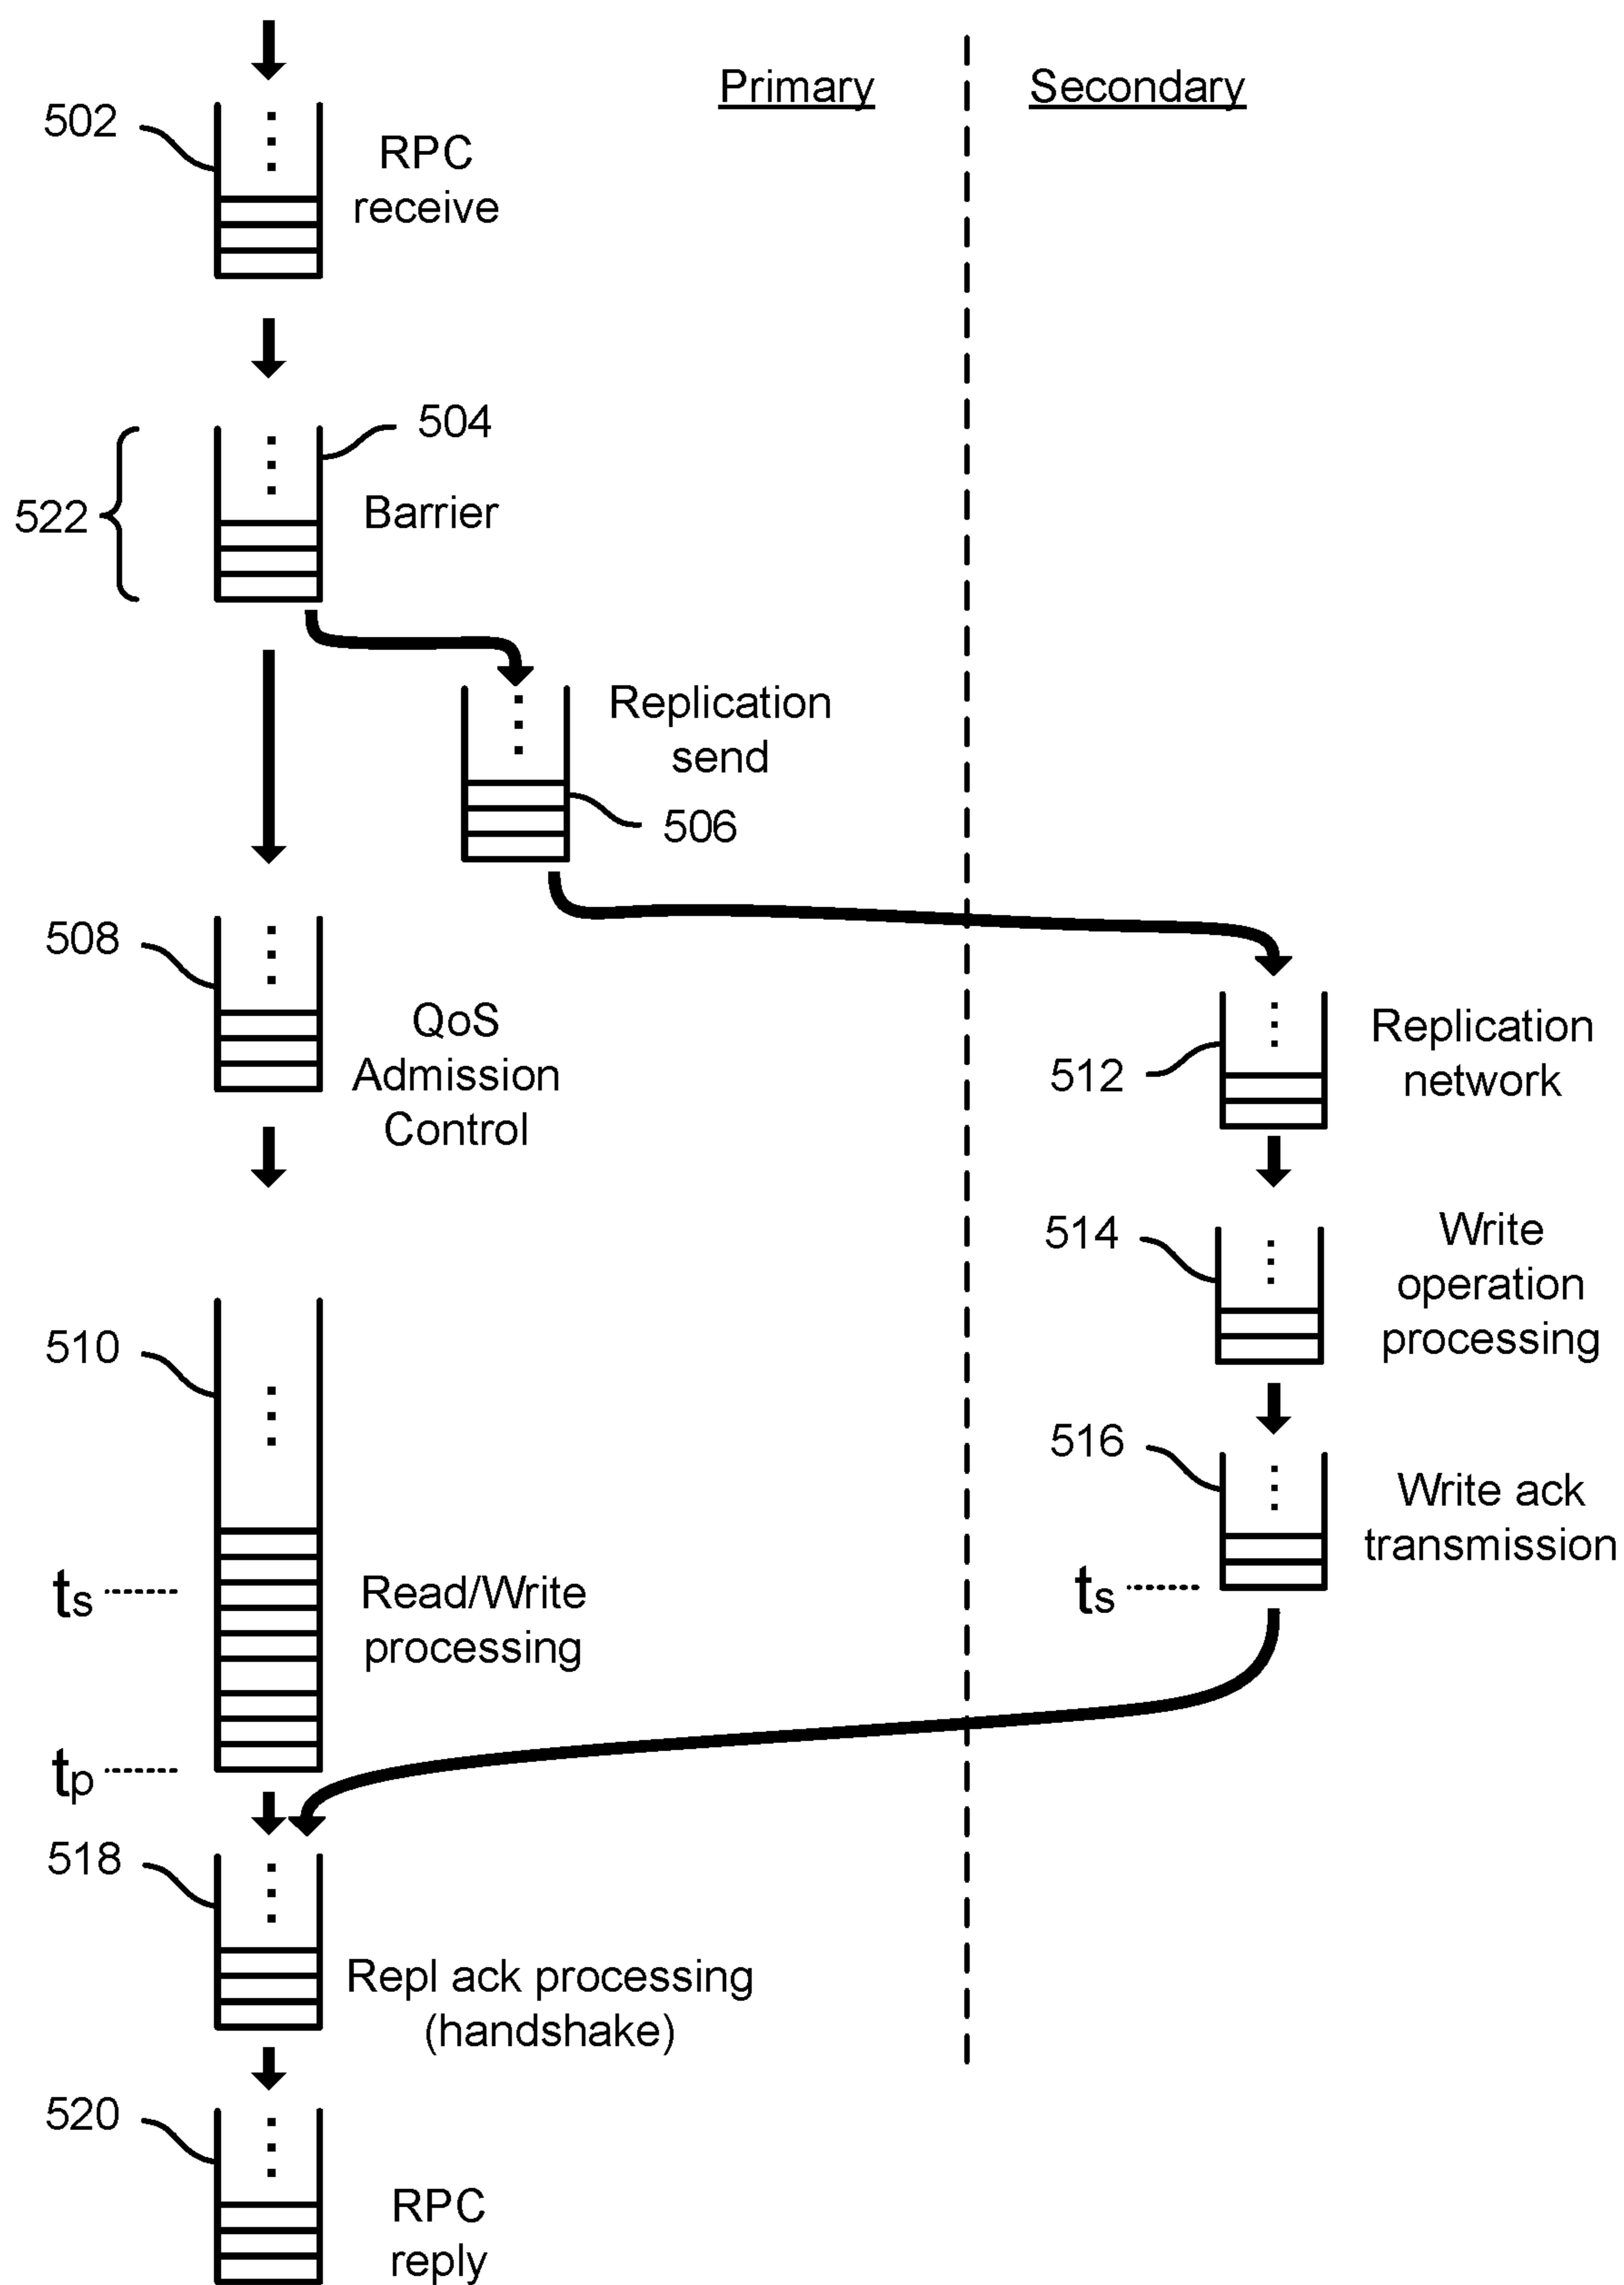 Primary
Secondary
502
RPC
receive
504
522
Barrier
Replication
send
506
508
QoS
Admission
Control
512
Replication
network
514
Write
operation
processing
510
516
Write ack
transmission
ts
Read/Write
processing
ts
tp
518
Repl ack processing
(handshake)
520
RPC
reply